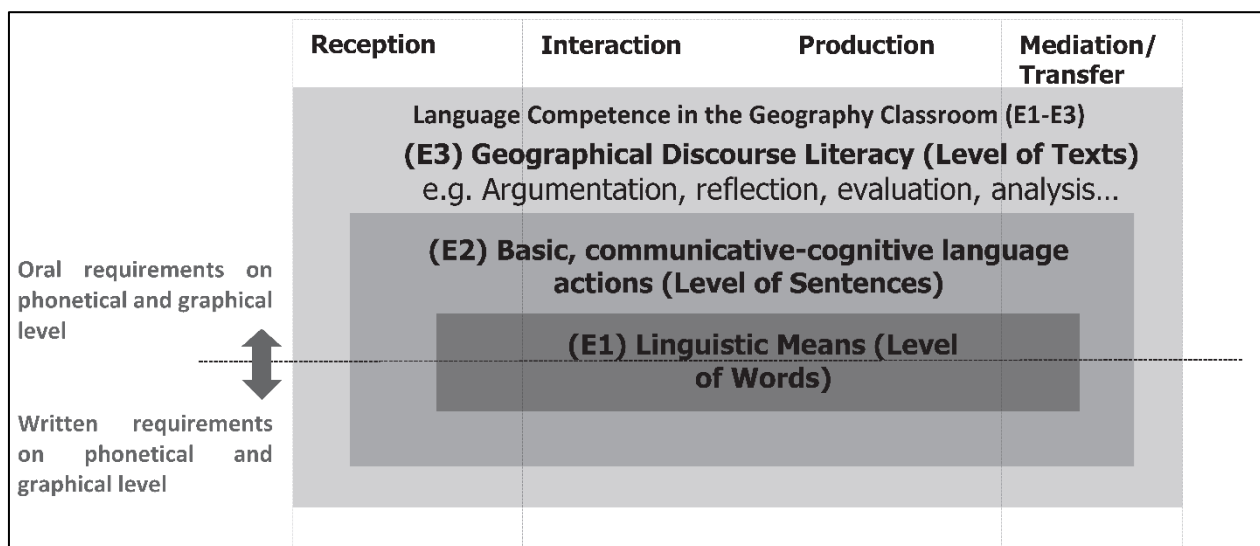 Reception Interaction Production Mediation/
Transfer
Language Competence in the Geography Classroom (E1-E3)
(E3) Geographical Discourse Literacy (Level of Texts)
e.g. Argumentation, reflection, evaluation, analysis...
(E2) Basic, communicative-cognitive language
actions (Level of Sentences)
(E1) Linguistic Means (Level
of Words)
Oral requirements on
phonetical and graphical
level
Written requirements
on phonetical and
graphical level